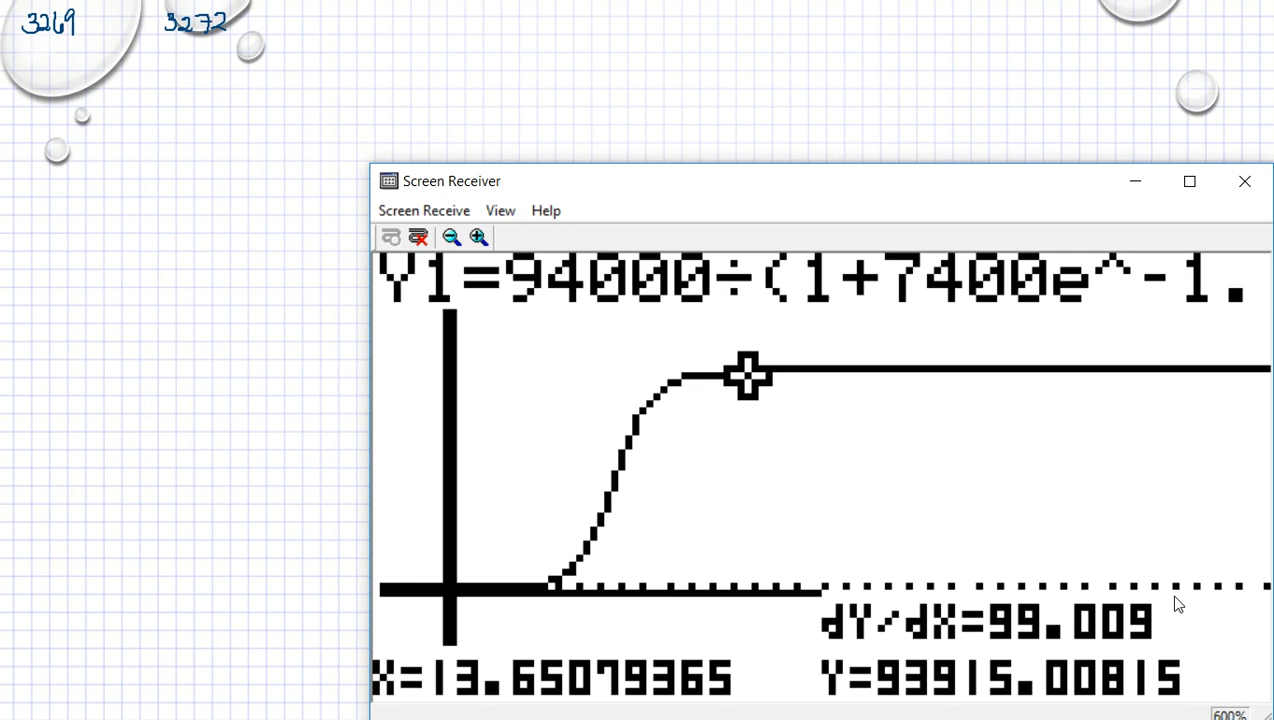 3269 3272
Screen Receiver
Screen Receive View Help
Y1=94000÷(1+7400e^-1.
dY/dX=99.009
X=13.65079365 Y=93915.00815
600%